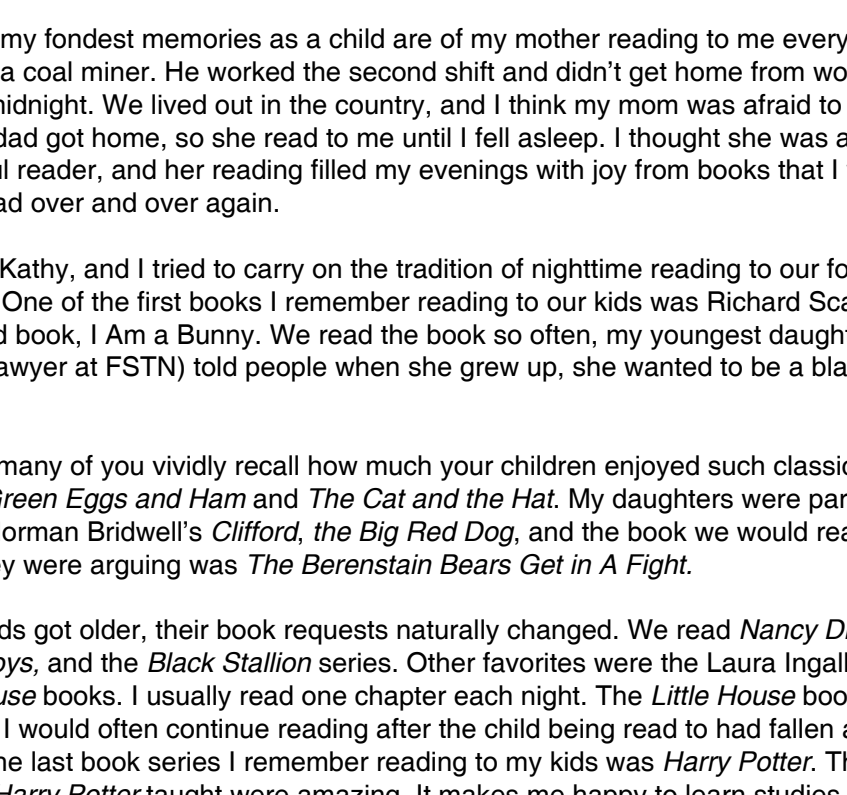 my fondest memories as a child are of my mother reading to me every
a coal miner. He worked the second shift and didn't get home from wo
midnight. We lived out in the country, and I think my mom was afraid to
dad got home, so she read to me until I fell asleep. I thought she was a
l reader, and her reading filled my evenings with joy from books that I
ad over and over again.
Kathy, and I tried to carry on the tradition of nighttime reading to our fo
One of the first books I remember reading to our kids was Richard Sca
d book, I Am a Bunny. We read the book so often, my youngest daught
awyer at FSTN) told people when she grew up, she wanted to be a bla
many of you vividly recall how much your children enjoyed such classic
Green Eggs and Ham and The Cat and the Hat. My daughters were par
orman Bridwell's Clifford, the Big Red Dog, and the book we would rea
ey were arguing was The Berenstain Bears Get in A Fight.
ds got older, their book requests naturally changed. We read Nancy D
oys, and the Black Stallion series. Other favorites were the Laura Ingall
use books. I usually read one chapter each night. The Little House boo
I would often continue reading after the child being read to had fallen a
he last book series I remember reading to my kids was Harry Potter. Th
Harry Potter taught were amazing. It makes me happy to learn studies